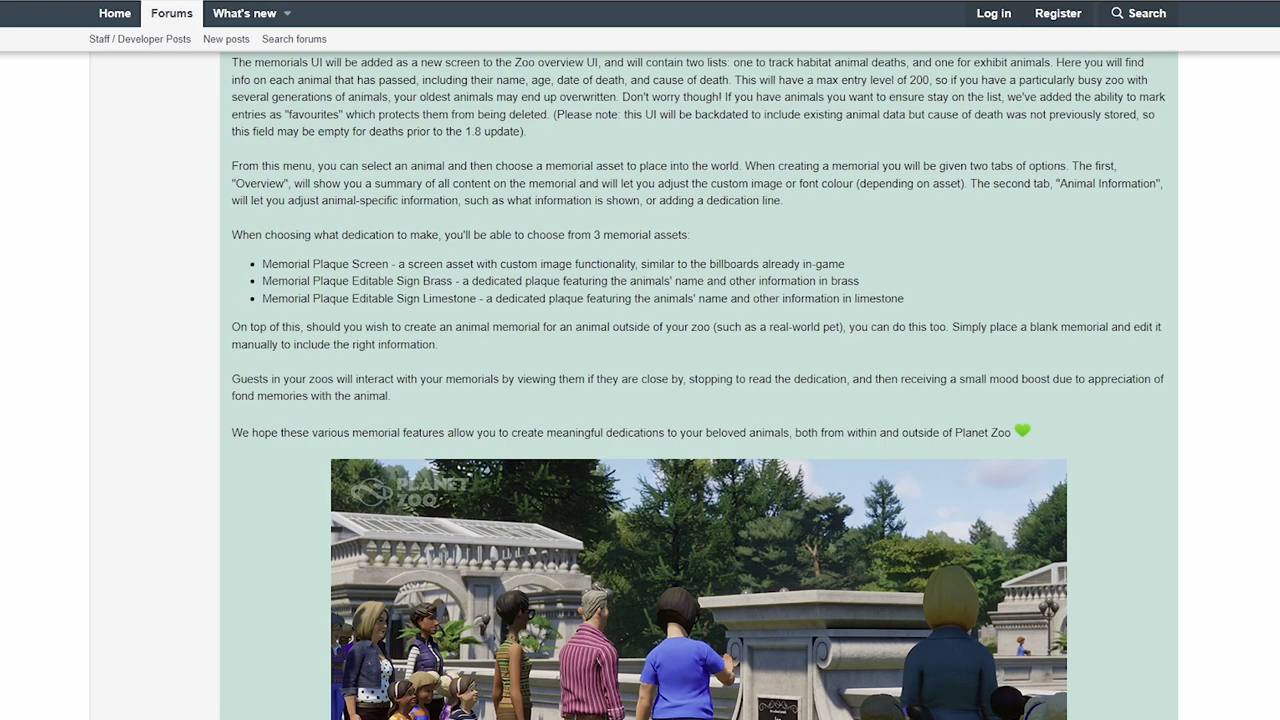 Home
Forums
What's new
Log in
Register
Search
Staff / Developer Posts
New posts
Search forums
The memorials UI will be added as a new screen to the Zoo overview UI, and will contain two lists: one to track habitat animal deaths, and one for exhibit animals. Here you will find
info on each animal that has passed, including their name, age, date of death, and cause of death. This will have a max entry level of 200, so if you have a particularly busy zoo with
several generations of animals, your oldest animals may end up overwritten. Don't worry though! If you have animals you want to ensure stay on the list, we've added the ability to mark
entries as "favourites" which protects them from being deleted. (Please note: this UI will be backdated to include existing animal data but cause of death was not previously stored, so
this field may be empty for deaths prior to the 1.8 update).
From this menu, you can select an animal and then choose a memorial asset to place into the world. When creating a memorial you will be given two tabs of options. The first,
"Overview", will show you a summary of all content on the memorial and will let you adjust the custom image or font colour (depending on asset). The second tab, "Animal Information",
will let you adjust animal-specific information, such as what information is shown, or adding a dedication line.
When choosing what dedication to make, you'll be able to choose from 3 memorial assets:
• Memorial Plaque Screen - a screen asset with custom image functionality, similar to the billboards already in-game
• Memorial Plaque Editable Sign Brass - a dedicated plaque featuring the animals' name and other information in brass
• Memorial Plaque Editable Sign Limestone - a dedicated plaque featuring the animals' name and other information in limestone
On top of this, should you wish to create an animal memorial for an animal outside of your zoo (such as a real-world pet), you can do this too. Simply place a blank memorial and edit it
manually to include the right information.
Guests in your zoos will interact with your memorials by viewing them if they are close by, stopping to read the dedication, and then receiving a small mood boost due to appreciation of
fond memories with the animal.
We hope these various memorial features allow you to create meaningful dedications to your beloved animals, both from within and outside of Planet Zoo
PLANET
ZOO